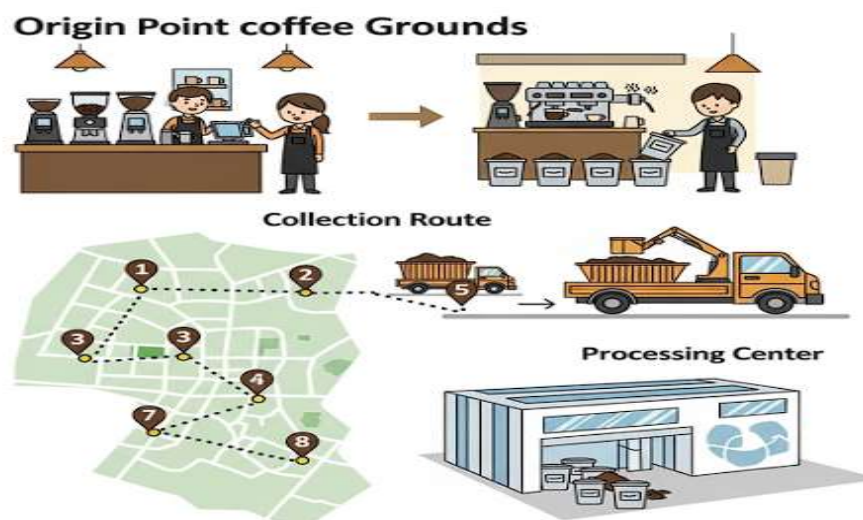 Origin Point coffee Grounds
Collection Route
1
2
5
3
3
4
7
8
Processing Center